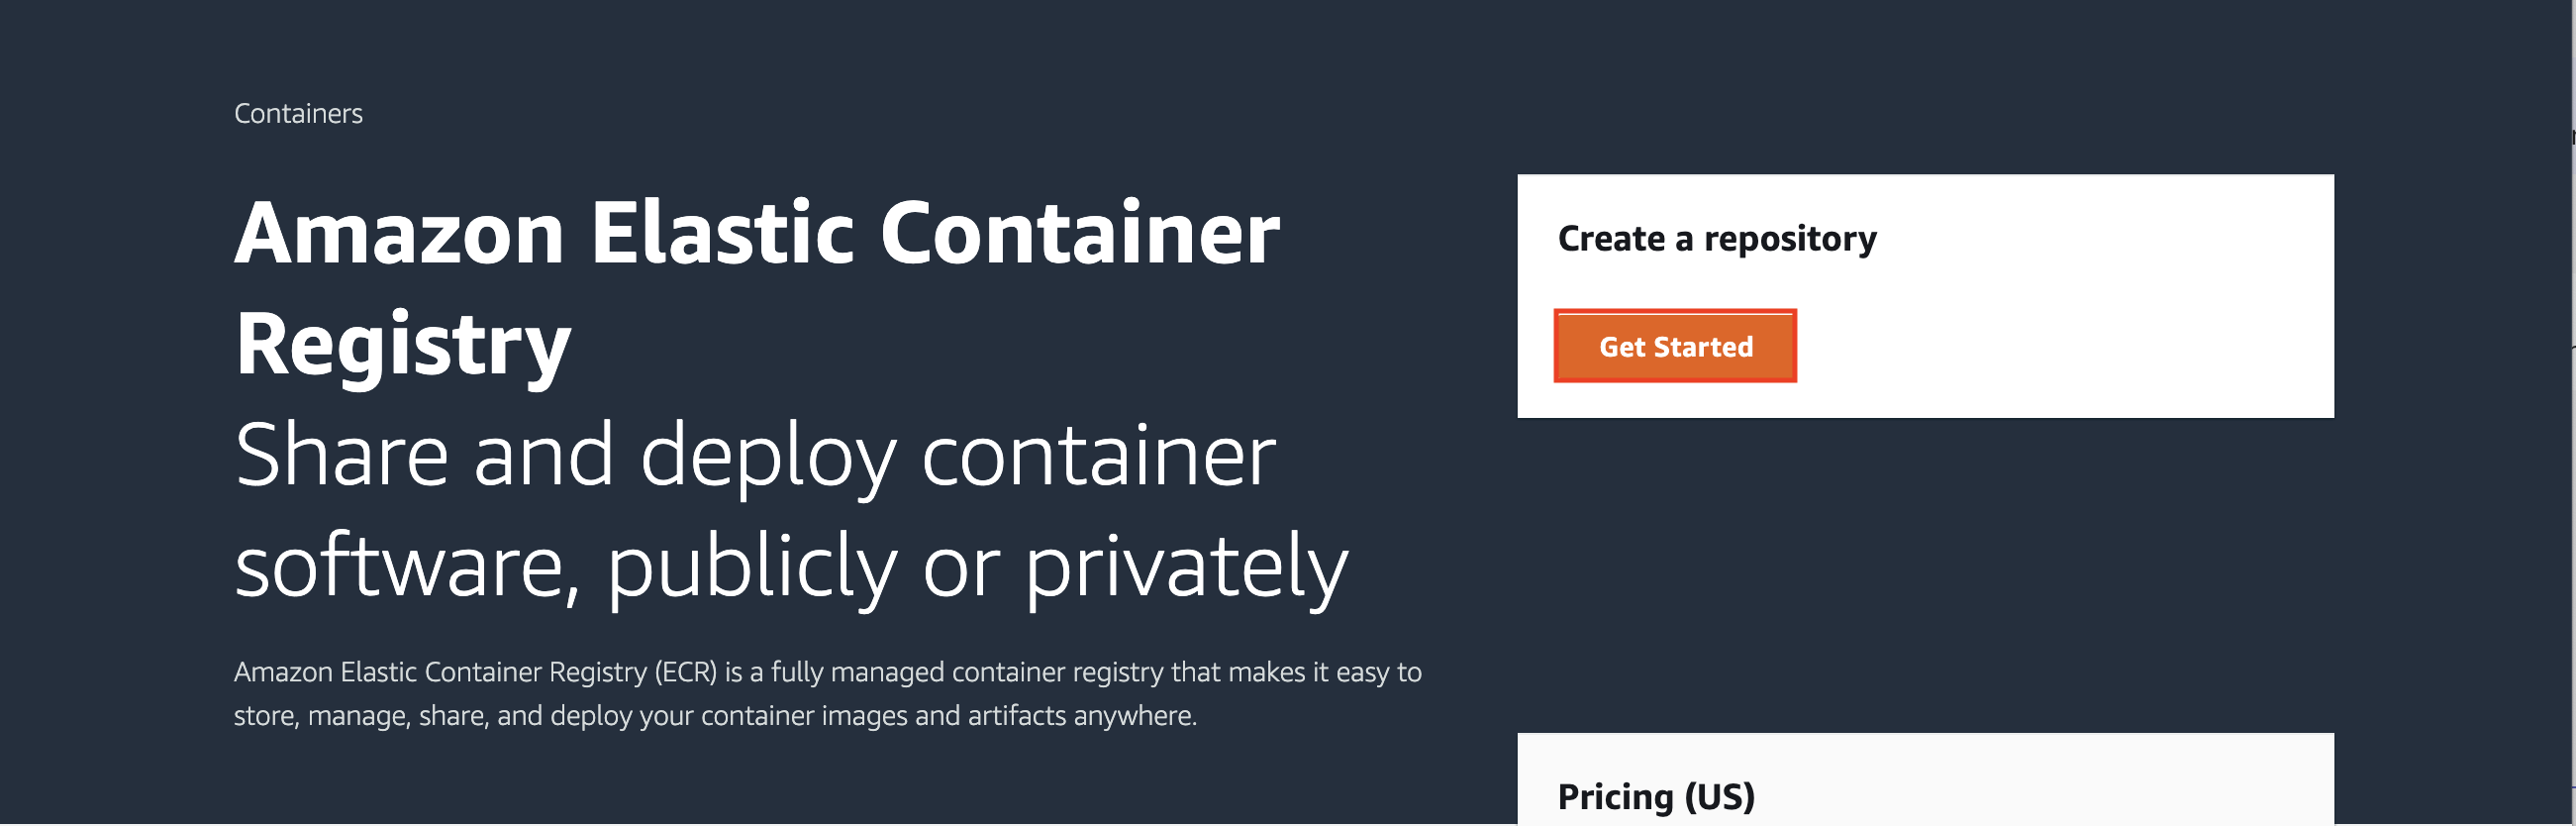 Containers
Amazon Elastic Container
Registry
Share and deploy container
software, publicly or privately
Amazon Elastic Container Registry (ECR) is a fully managed container registry that makes it easy to
store, manage, share, and deploy your container images and artifacts anywhere.
Create a repository
Get Started
Pricing (US)